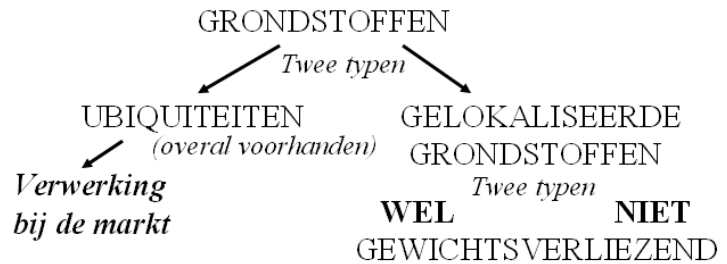 GRONDSTOFFEN
Twee typen
UBIQUITEITEN
(overal voorhanden)
Verwerking
bij de markt
GELOKALISEERDE
GRONDSTOFFEN
Twee typen
WEL NIET
GEWICHTSVERLIEZEND